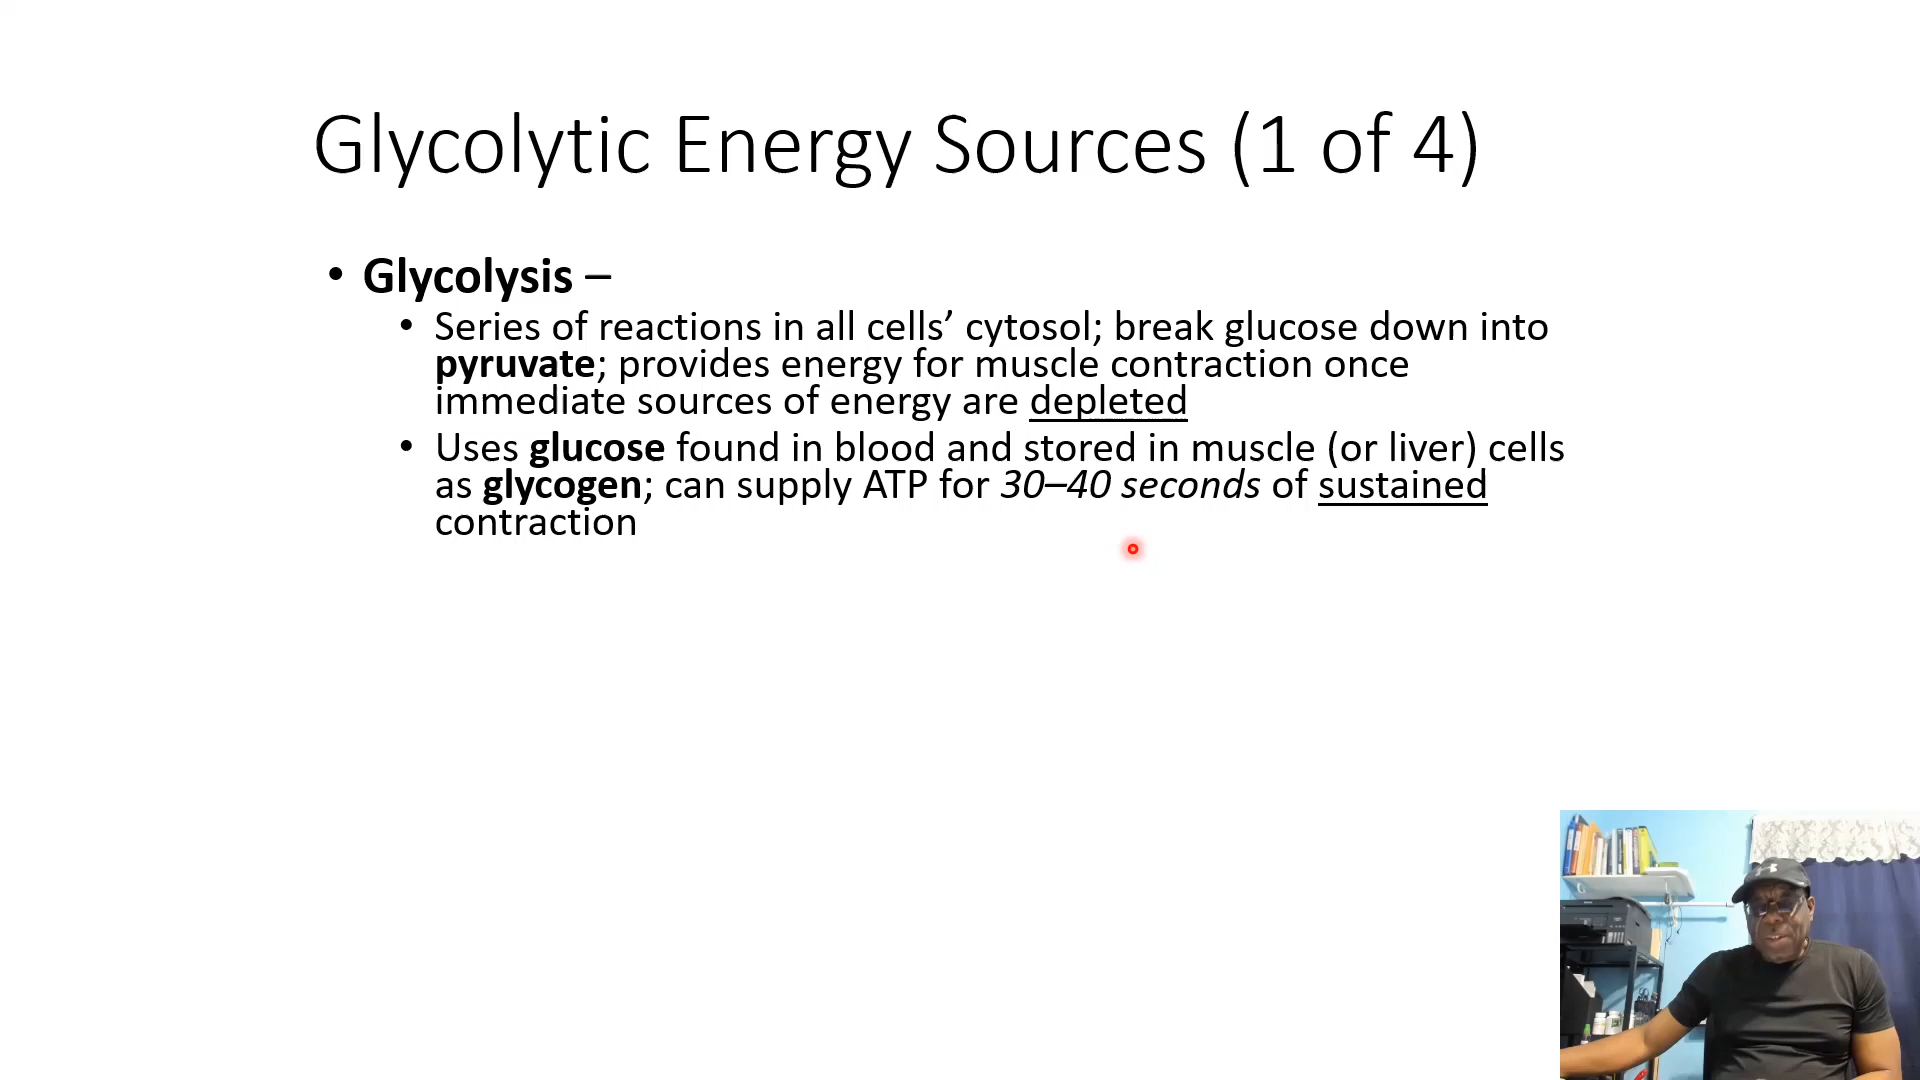 Glycolytic Energy Sources (1 of 4)
• Glycolysis –
• Series of reactions in all cells’ cytosol; break glucose down into
pyruvate; provides energy for muscle contraction once
immediate sources of energy are depleted
• Uses glucose found in blood and stored in muscle (or liver) cells
as glycogen; can supply ATP for 30–40 seconds of sustained
contraction